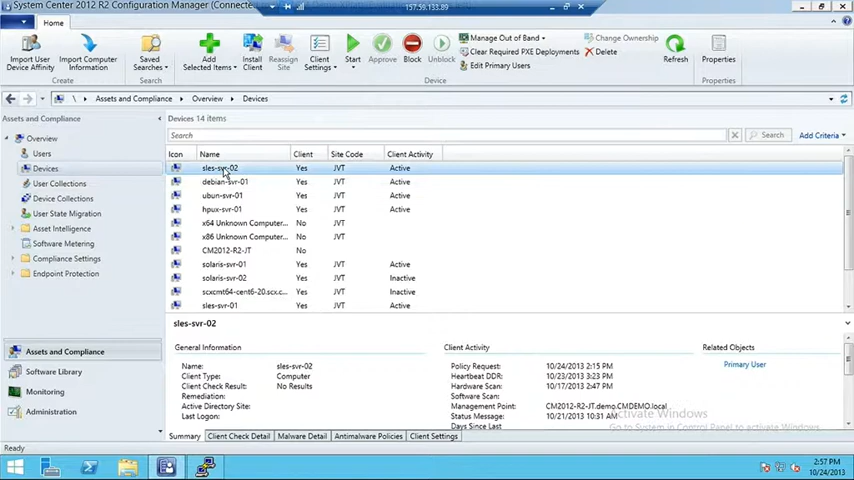 System Center 2012 R2 Configuration Manager (Connecte
157.59.133.89
Home
Import User Device Affinity
Import Computer Information
Saved Searches
Add Selected Items
Install Client
Reassign Site
Client Settings
Start
Approve
Block
Unblock
Manage Out of Band
Clear Required PXE Deployments
Edit Primary Users
Change Ownership
Delete
Refresh
Properties
Create
Search
Device
Properties
\ Assets and Compliance Overview Devices
Assets and Compliance
Overview
Users
Devices
User Collections
Device Collections
User State Migration
Asset Intelligence
Software Metering
Compliance Settings
Endpoint Protection
Assets and Compliance
Software Library
Monitoring
Administration
Devices 14 items
Search
Search
Add Criteria
Icon Name Client Site Code Client Activity
sles-svr-02 Yes JVT Active
debian-svr-01 Yes JVT Active
ubun-svr-01 Yes JVT Active
hpux-svr-01 Yes JVT Active
x64 Unknown Computer... No JVT
x86 Unknown Computer... No JVT
CM2012-R2-JT No
solaris-svr-01 Yes JVT Active
solaris-svr-02 Yes JVT Inactive
scxcmt64-cent6-20.scx.c... Yes JVT Inactive
sles-svr-01 Yes JVT Active
sles-svr-02
General Information
Name: sles-svr-02
Client Type: Computer
Client Check Result: No Results
Remediation:
Active Directory Site:
Last Logon:
Client Activity
Policy Request: 10/24/2013 2:15 PM
Heartbeat DDR: 10/23/2013 3:23 PM
Hardware Scan: 10/17/2013 2:47 PM
Software Scan:
Management Point: CM2012-R2-JT.demo.CMDEMO.local
Status Message: 10/21/2013 10:31 AM
Days Since Last
Related Objects
Primary User
Activate Windows
Go to System in Control Panel to activate Windows.
Summary Client Check Detail Malware Detail Antimalware Policies Client Settings
Ready
2:57 PM
10/24/2013